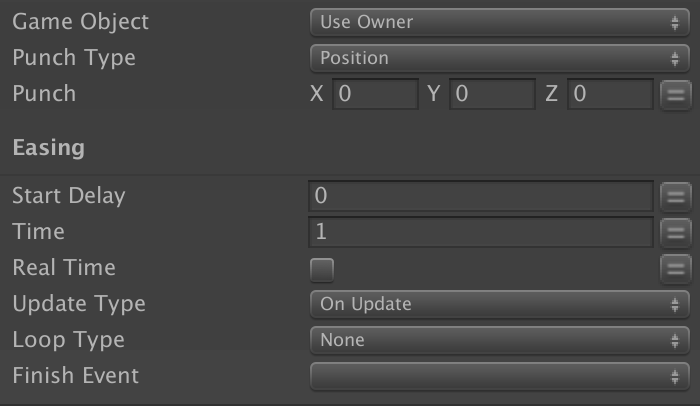 Game Object Use Owner
Punch Type Position
Punch X 0 Y 0 Z 0
Easing
Start Delay 0
Time 1
Real Time
Update Type On Update
Loop Type None
Finish Event